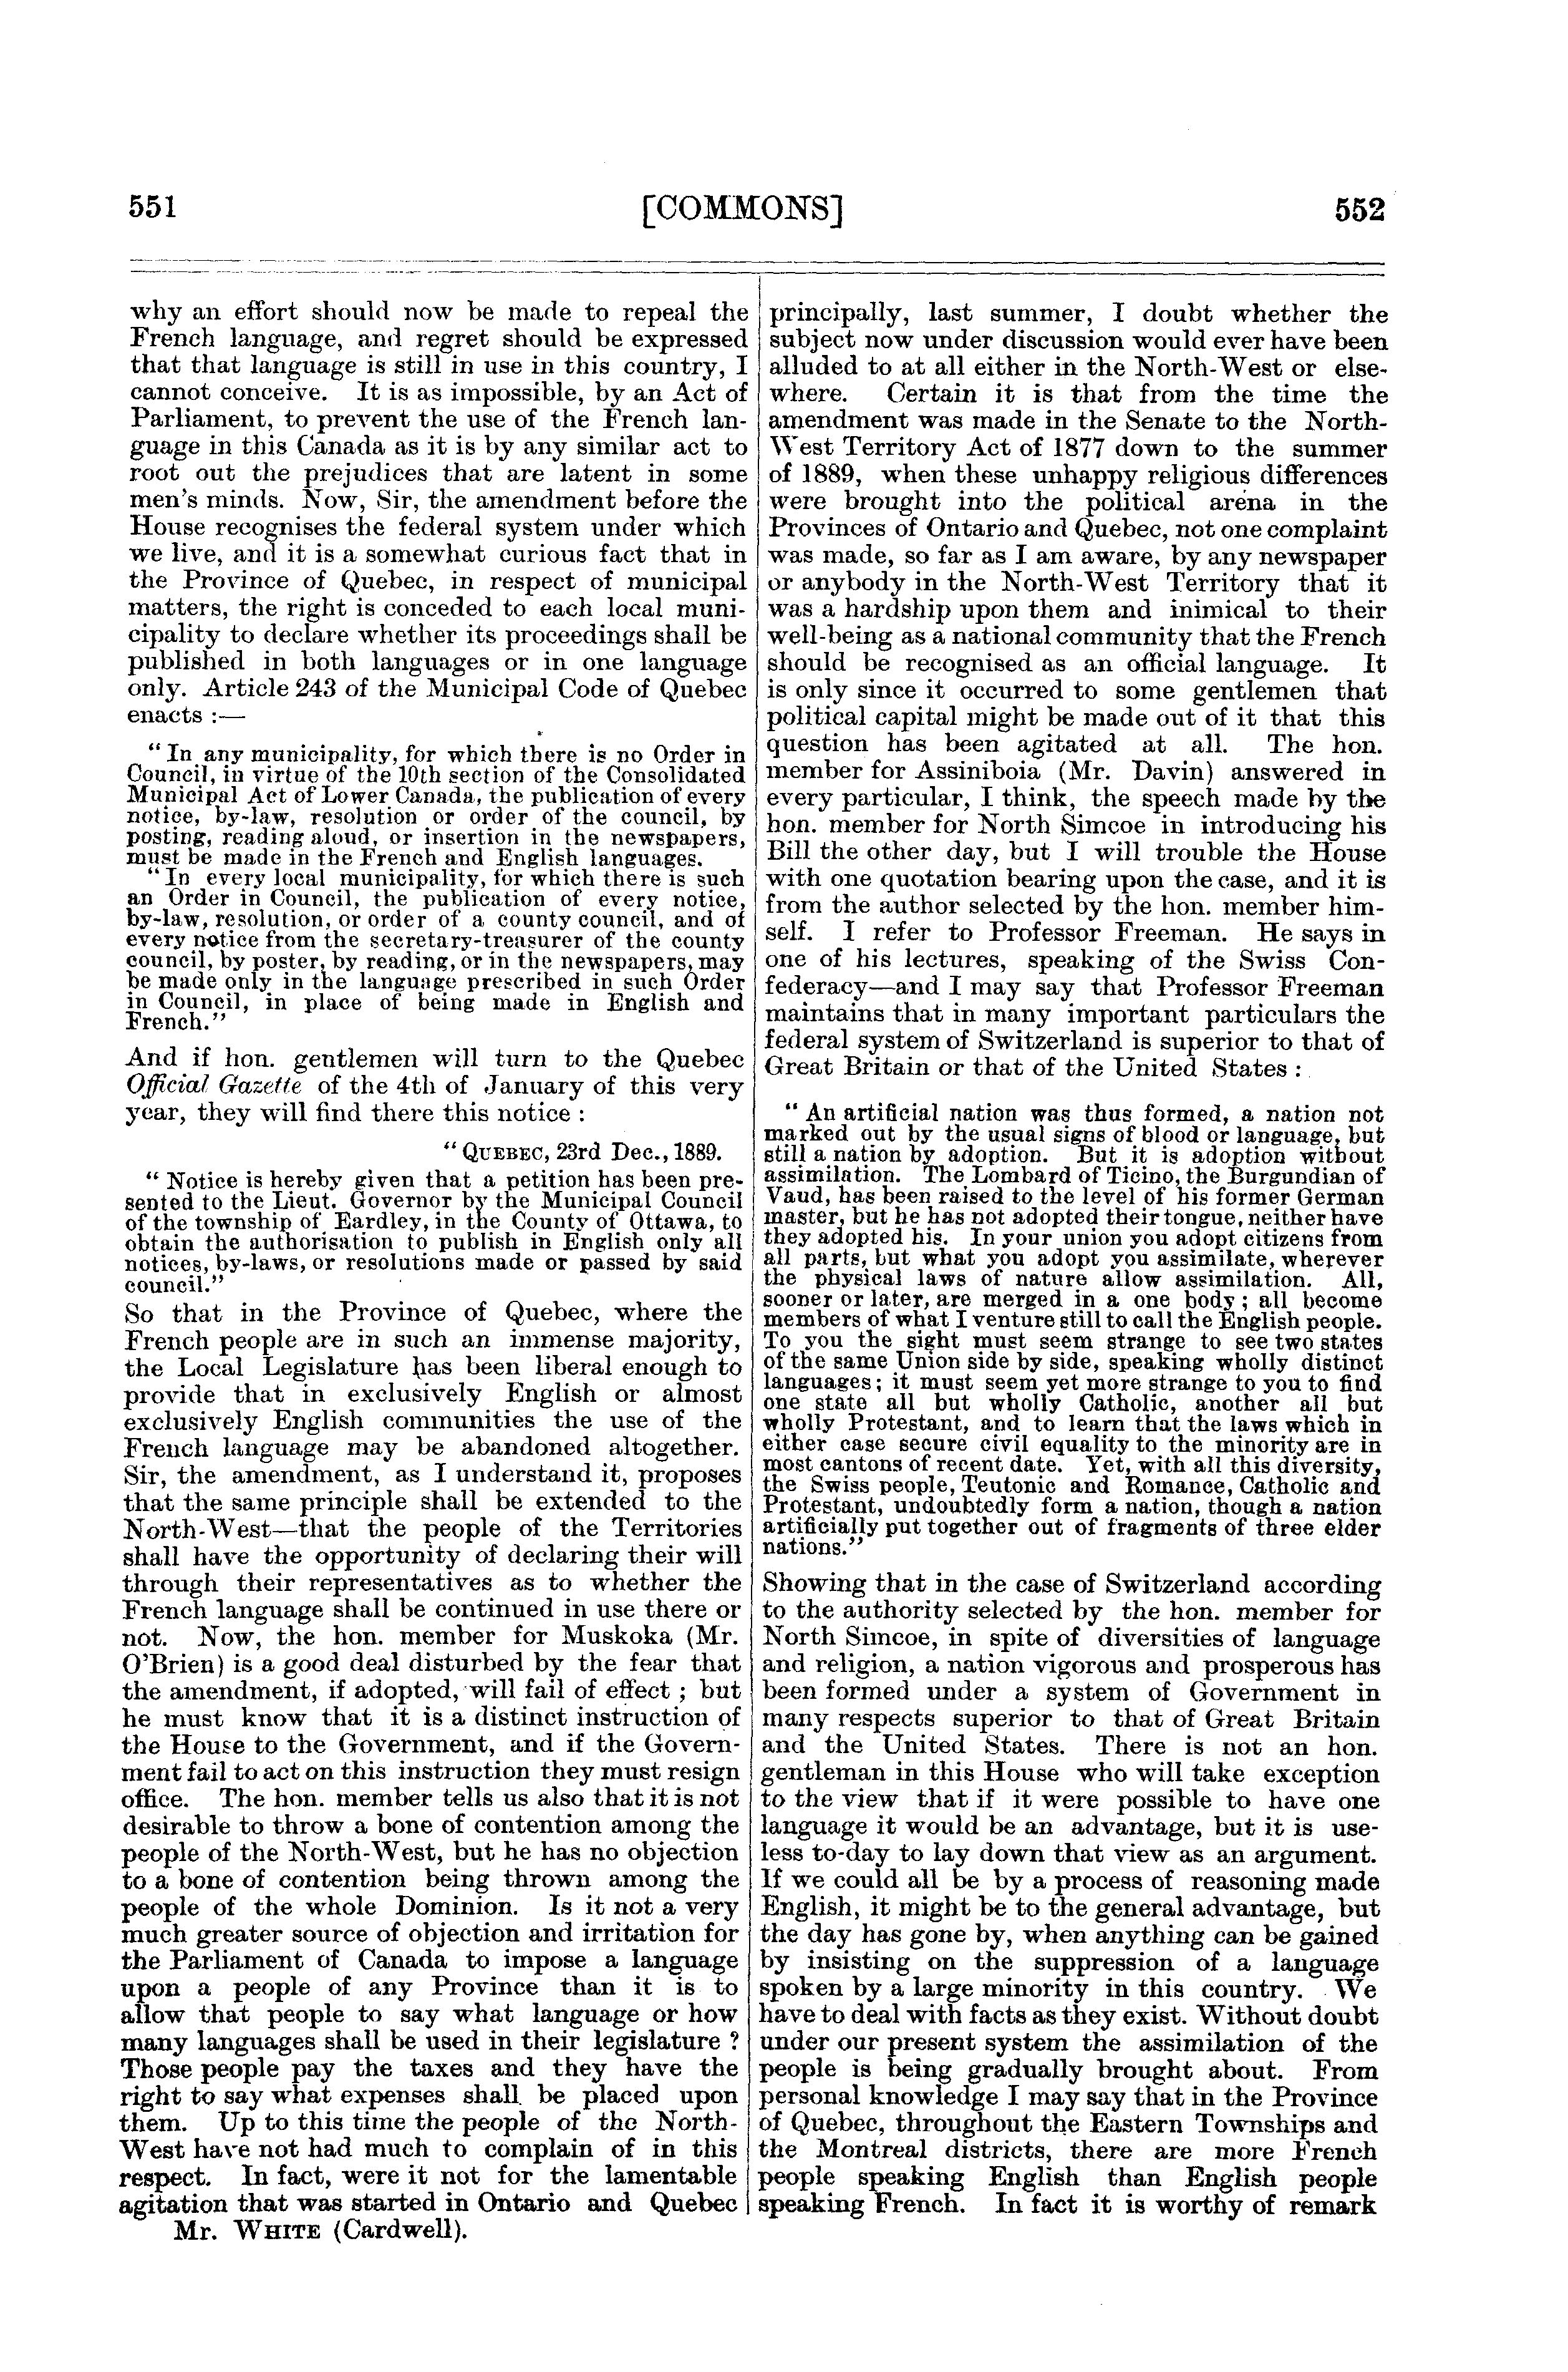 551
[COMMONS]
552
why an effort should now be made to repeal the
French language, and regret should be expressed
that that language is still in use in this country, I
cannot conceive. It is as impossible, by an Act of
Parliament, to prevent the use of the French lan-
guage in this Canada as it is by any similar act to
root out the prejudices that are latent in some
men's minds. Now, Sir, the amendment before the
House recognises the federal system under which
we live, and it is a somewhat curious fact that in
the Province of Quebec, in respect of municipal
matters, the right is conceded to each local muni-
cipality to declare whether its proceedings shall be
published in both languages or in one language
only. Article 243 of the Municipal Code of Quebec
enacts :—
" In any municipality, for which there is no Order in
Council, in virtue of the 10th section of the Consolidated
Municipal Act of Lower Canada, the publication of every
notice, by-law, resolution or order of the council, by
posting, reading aloud, or insertion in the newspapers,
must be made in the French and English languages.
" In every local municipality, for which there is such
an Order in Council, the publication of every notice,
by-law, resolution, or order of a county council, and of
every notice from the secretary-treasurer of the county
council, by poster, by reading, or in the newspapers, may
be made only in the language prescribed in such Order
in Council, in place of being made in English and
French."
And if hon. gentlemen will turn to the Quebec
Official Gazette of the 4th of January of this very
year, they will find there this notice :
" QUEBEC, 23rd Dec., 1889.
" Notice is hereby given that a petition has been pre-
sented to the Lieut. Governor by the Municipal Council
of the township of Eardley, in the County of Ottawa, to
obtain the authorisation to publish in English only all
notices, by-laws, or resolutions made or passed by said
council."
So that in the Province of Quebec, where the
French people are in such an immense majority,
the Local Legislature has been liberal enough to
provide that in exclusively English or almost
exclusively English communities the use of the
French language may be abandoned altogether.
Sir, the amendment, as I understand it, proposes
that the same principle shall be extended to the
North-West—that the people of the Territories
shall have the opportunity of declaring their will
through their representatives as to whether the
French language shall be continued in use there or
not. Now, the hon. member for Muskoka (Mr.
O'Brien) is a good deal disturbed by the fear that
the amendment, if adopted, will fail of effect ; but
he must know that it is a distinct instruction of
the House to the Government, and if the Govern-
ment fail to act on this instruction they must resign
office. The hon. member tells us also that it is not
desirable to throw a bone of contention among the
people of the North-West, but he has no objection
to a bone of contention being thrown among the
people of the whole Dominion. Is it not a very
much greater source of objection and irritation for
the Parliament of Canada to impose a language
upon a people of any Province than it is to
allow that people to say what language or how
many languages shall be used in their legislature ?
Those people pay the taxes and they have the
right to say what expenses shall be placed upon
them. Up to this time the people of the North-
West have not had much to complain of in this
respect. In fact, were it not for the lamentable
agitation that was started in Ontario and Quebec
Mr. WHITE (Cardwell).
principally, last summer, I doubt whether the
subject now under discussion would ever have been
alluded to at all either in the North-West or else-
where. Certain it is that from the time the
amendment was made in the Senate to the North-
West Territory Act of 1877 down to the summer
of 1889, when these unhappy religious differences
were brought into the political arena in the
Provinces of Ontario and Quebec, not one complaint
was made, so far as I am aware, by any newspaper
or anybody in the North-West Territory that it
was a hardship upon them and inimical to their
well-being as a national community that the French
should be recognised as an official language. It
is only since it occurred to some gentlemen that
political capital might be made out of it that this
question has been agitated at all. The hon.
member for Assiniboia (Mr. Davin) answered in
every particular, I think, the speech made by the
hon. member for North Simcoe in introducing his
Bill the other day, but I will trouble the House
with one quotation bearing upon the case, and it is
from the author selected by the hon. member him-
self. I refer to Professor Freeman. He says in
one of his lectures, speaking of the Swiss Con-
federacy—and I may say that Professor Freeman
maintains that in many important particulars the
federal system of Switzerland is superior to that of
Great Britain or that of the United States :
" An artificial nation was thus formed, a nation not
marked out by the usual signs of blood or language, but
still a nation by adoption. But it is adoption without
assimilation. The Lombard of Ticino, the Burgundian of
Vaud, has been raised to the level of his former German
master, but he has not adopted their tongue, neither have
they adopted his. In your union you adopt citizens from
all parts, but what you adopt you assimilate, wherever
the physical laws of nature allow assimilation. All,
sooner or later, are merged in a one body ; all become
members of what I venture still to call the English people.
To you the sight must seem strange to see two states
of the same Union side by side, speaking wholly distinct
languages ; it must seem yet more strange to you to find
one state all but wholly Catholic, another all but
wholly Protestant, and to learn that the laws which in
either case secure civil equality to the minority are in
most cantons of recent date. Yet, with all this diversity,
the Swiss people, Teutonic and Romance, Catholic and
Protestant, undoubtedly form a nation, though a nation
artificially put together out of fragments of three elder
nations."
Showing that in the case of Switzerland according
to the authority selected by the hon. member for
North Simcoe, in spite of diversities of language
and religion, a nation vigorous and prosperous has
been formed under a system of Government in
many respects superior to that of Great Britain
and the United States. There is not an hon.
gentleman in this House who will take exception
to the view that if it were possible to have one
language it would be an advantage, but it is use-
less to-day to lay down that view as an argument.
If we could all be by a process of reasoning made
English, it might be to the general advantage, but
the day has gone by, when anything can be gained
by insisting on the suppression of a language
spoken by a large minority in this country. We
have to deal with facts as they exist. Without doubt
under our present system the assimilation of the
people is being gradually brought about. From
personal knowledge I may say that in the Province
of Quebec, throughout the Eastern Townships and
the Montreal districts, there are more French
people speaking English than English people
speaking French. In fact it is worthy of remark